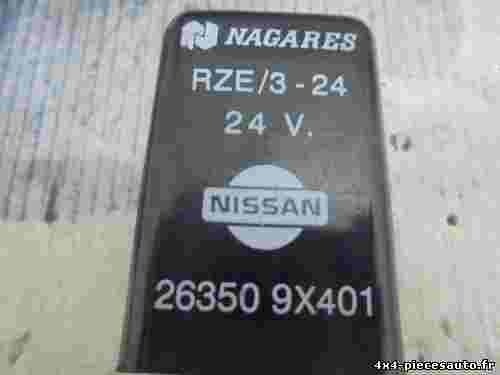 NAGARES
RZE/3-24
24 V.
NISSAN
26350 9X401
4x4-piecesauto.fr